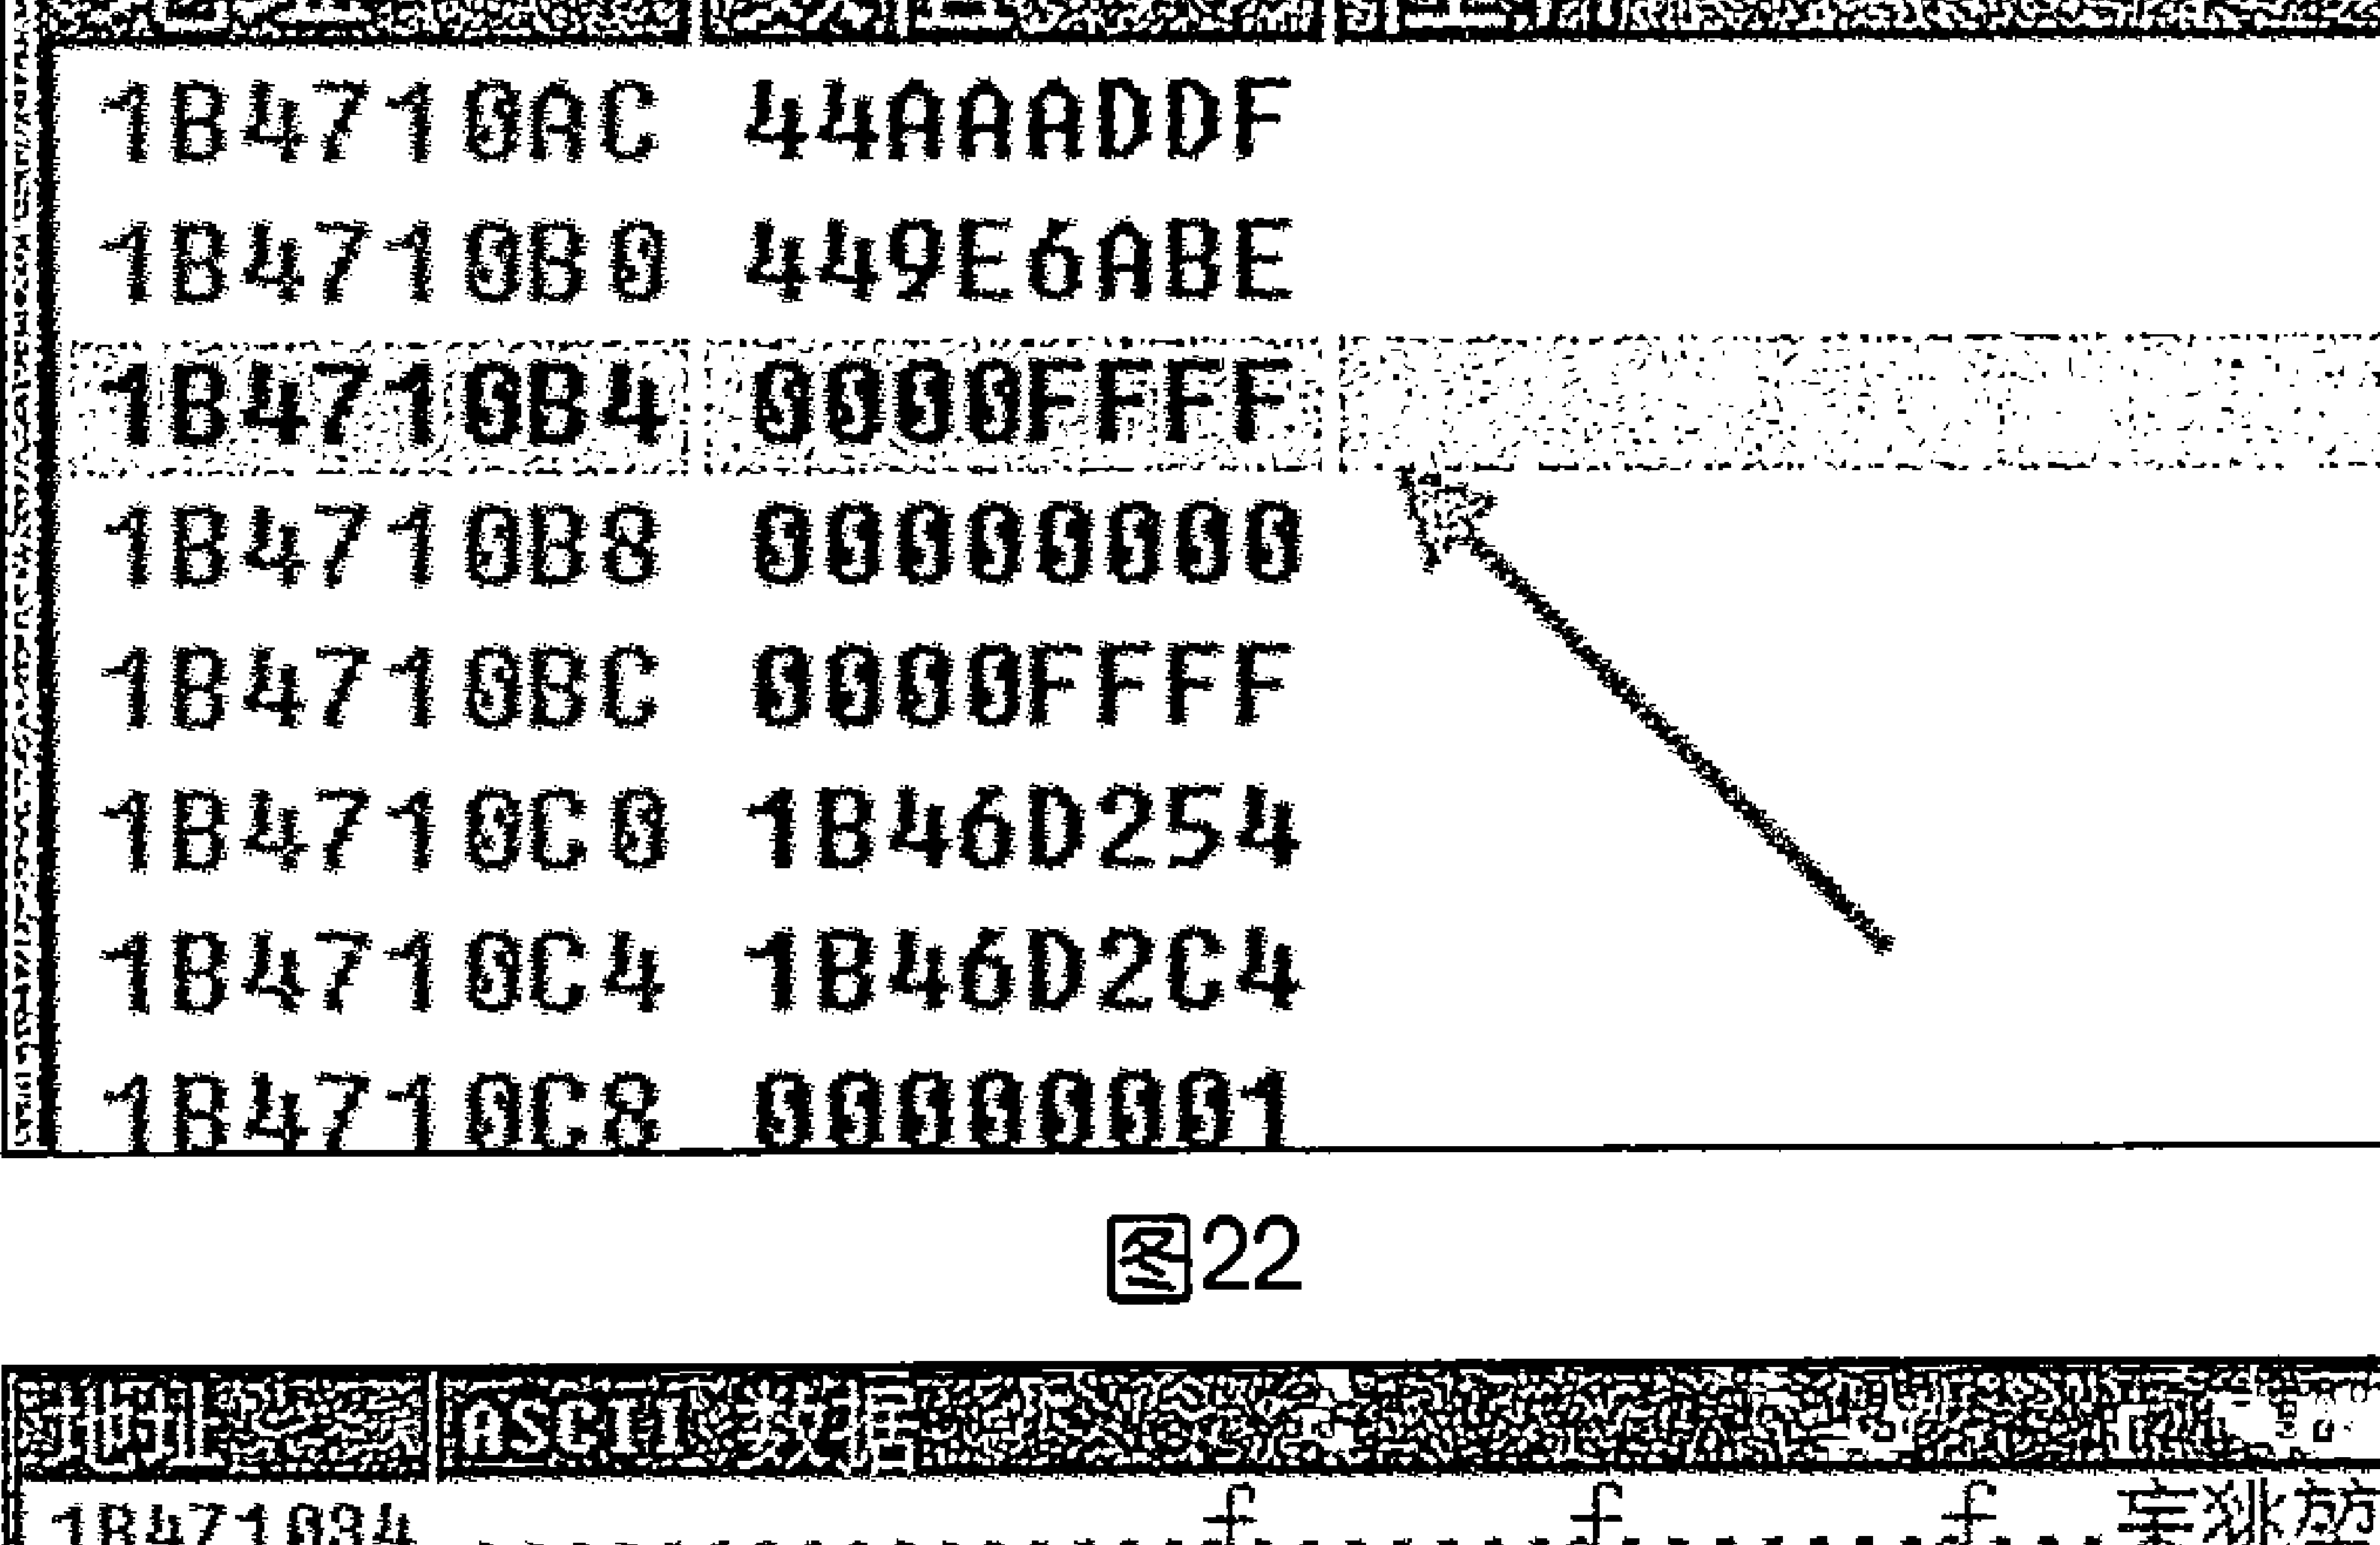 1B4710AC 44AAADDF
1B4710B0 449E6ABE
1B4710B4 0000FFFF
1B4710B8 00000000
1B4710BC 0000FFFF
1B4710C0 1B46D254
1B4710C4 1B46D2C4
1B4710C8 00000001
图22
地址 ASCII 数据
1B471034